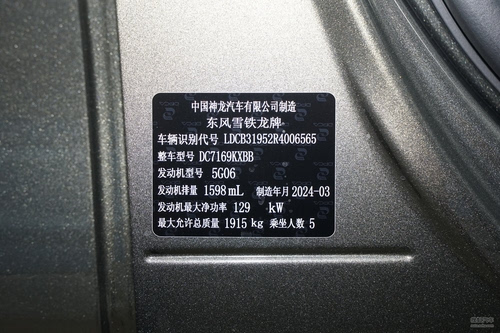 中国神龙汽车有限公司制造
东风雪铁龙牌
车辆识别代号 LDCB31952R4006565
整车型号 DC7169KXBB
发动机型号 5G06
发动机排量 1598mL 制造年月 2024-03
发动机最大净功率 129 kW
最大允许总质量 1915 kg 乘坐人数 5